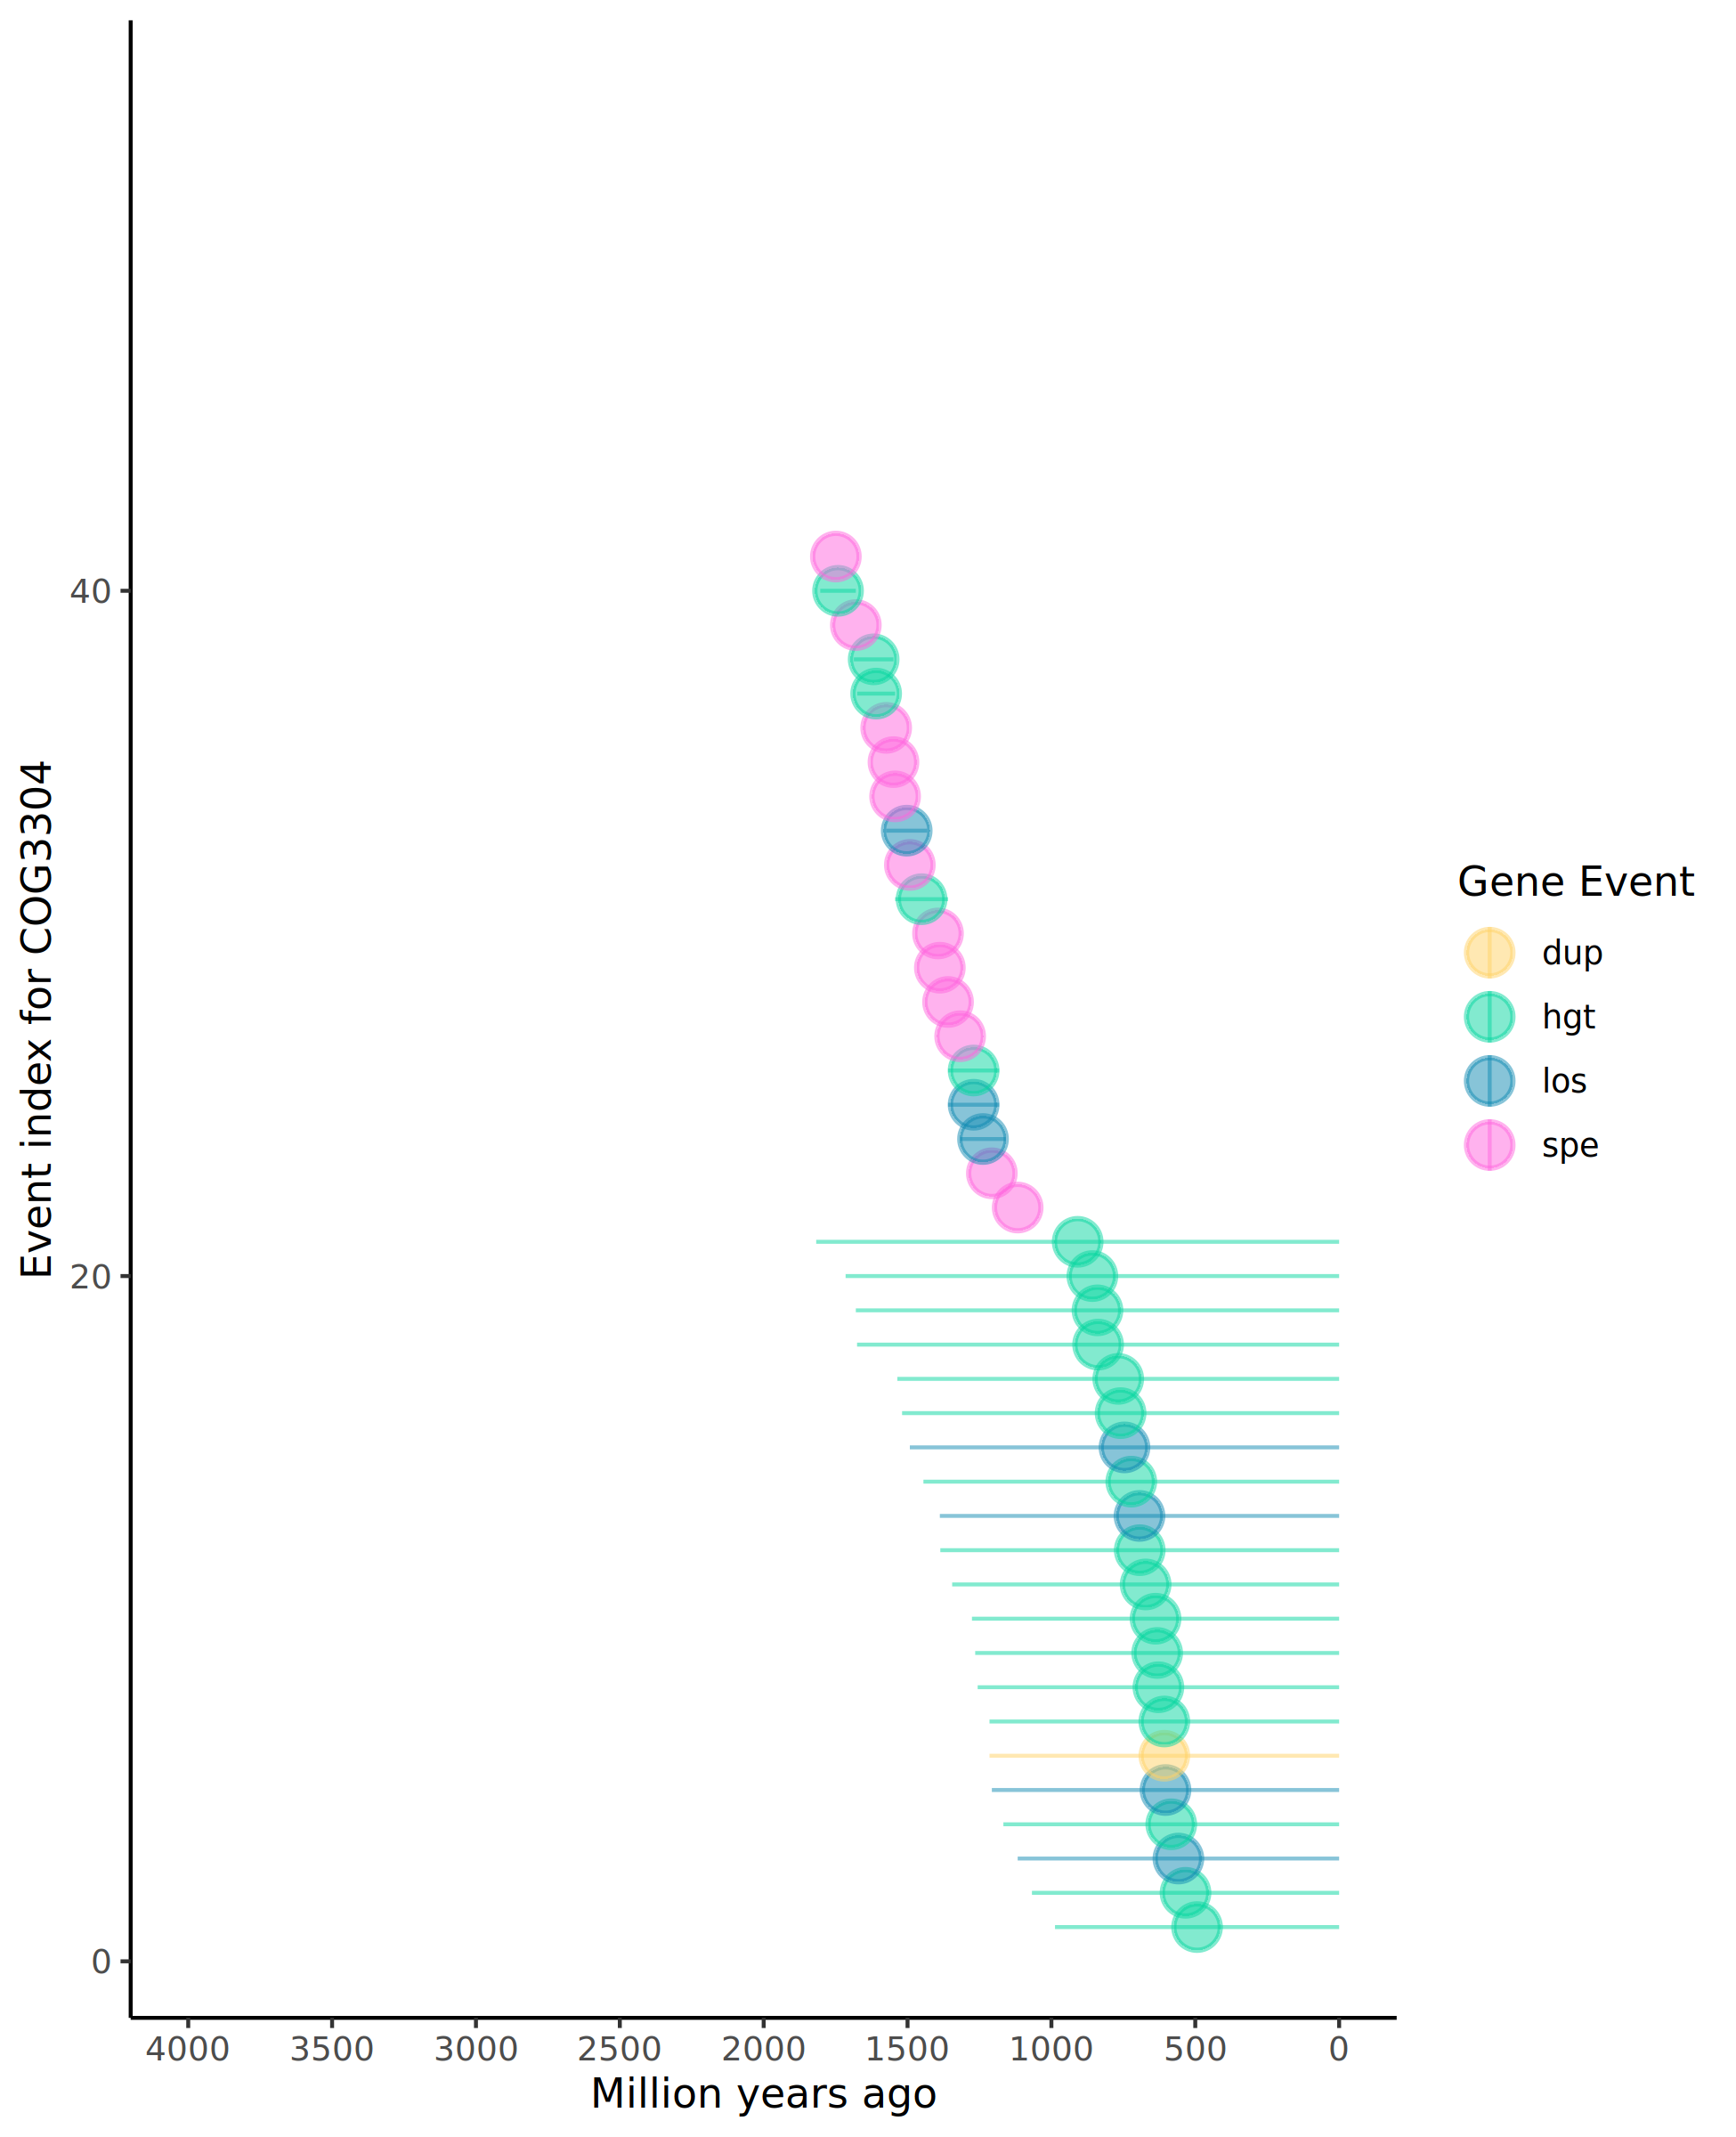 Event index for COG3304
40
20
0
4000 3500 3000 2500 2000 1500 1000 500 0
Million years ago
Gene Event
dup
hgt
los
spe